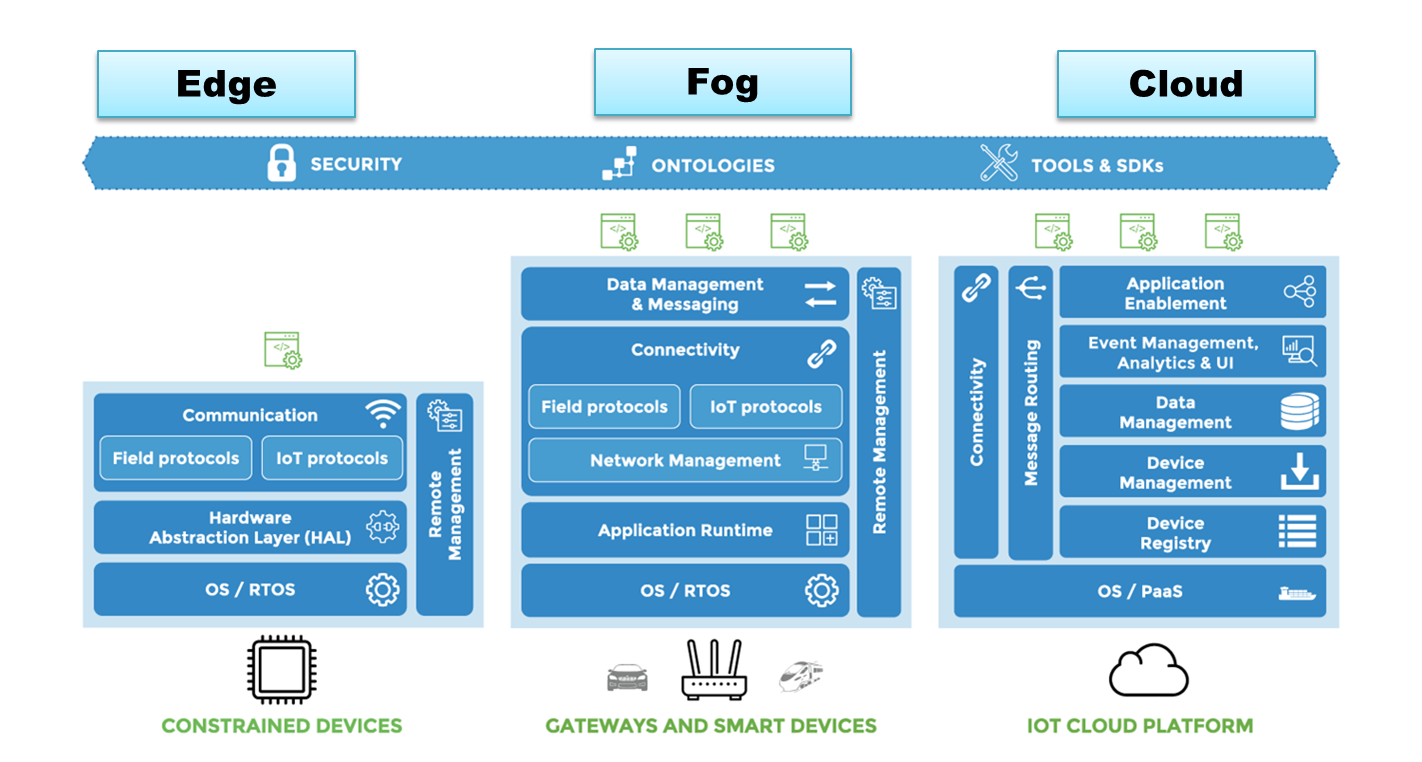 Edge
Fog
Cloud
SECURITY
ONTOLOGIES
TOOLS & SDKs
Communication
Field protocols
IoT protocols
Hardware
Abstraction Layer (HAL)
OS / RTOS
Remote
Management
CONSTRAINED DEVICES
Data Management
& Messaging
Connectivity
Field protocols
IoT protocols
Network Management
Application Runtime
OS / RTOS
Remote Management
GATEWAYS AND SMART DEVICES
Connectivity
Message Routing
Application
Enablement
Event Management,
Analytics & UI
Data
Management
Device
Management
Device
Registry
OS / PaaS
IOT CLOUD PLATFORM